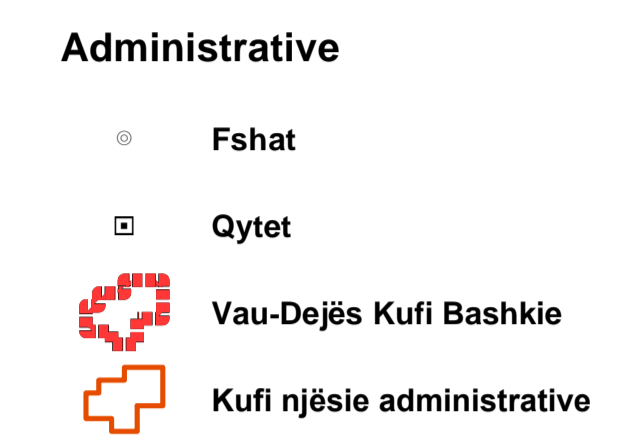 Administrative
Fshat
Qytet
Vau-Dejës Kufi Bashkie
Kufi njësie administrative